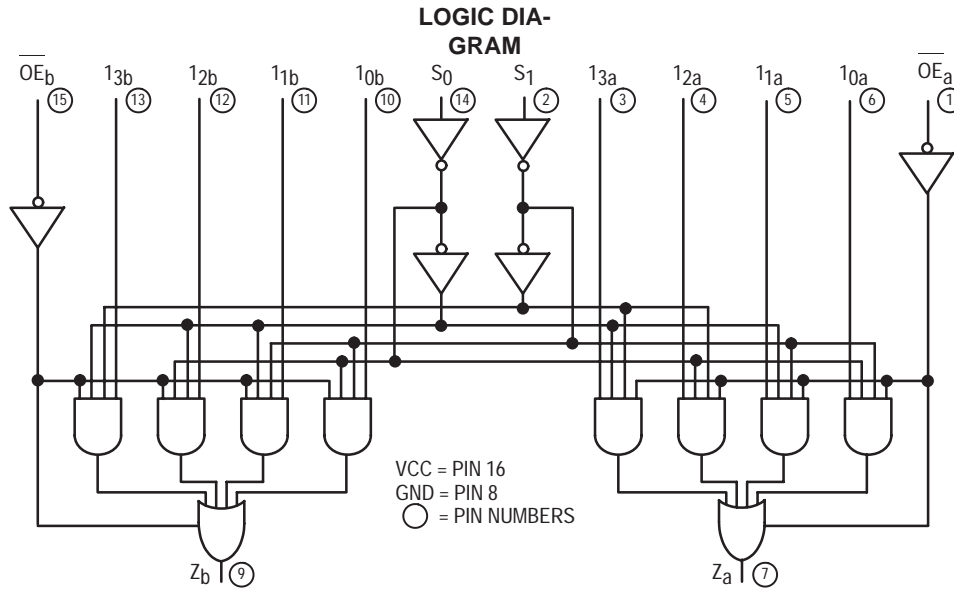 LOGIC DIA-
GRAM
OEb 13b 12b 11b 10b S0 S1 13a 12a 11a 10a OEa
15 13 12 11 10 14 2 3 4 5 6 1
VCC = PIN 16
GND = PIN 8
= PIN NUMBERS
Zb 9 Za 7